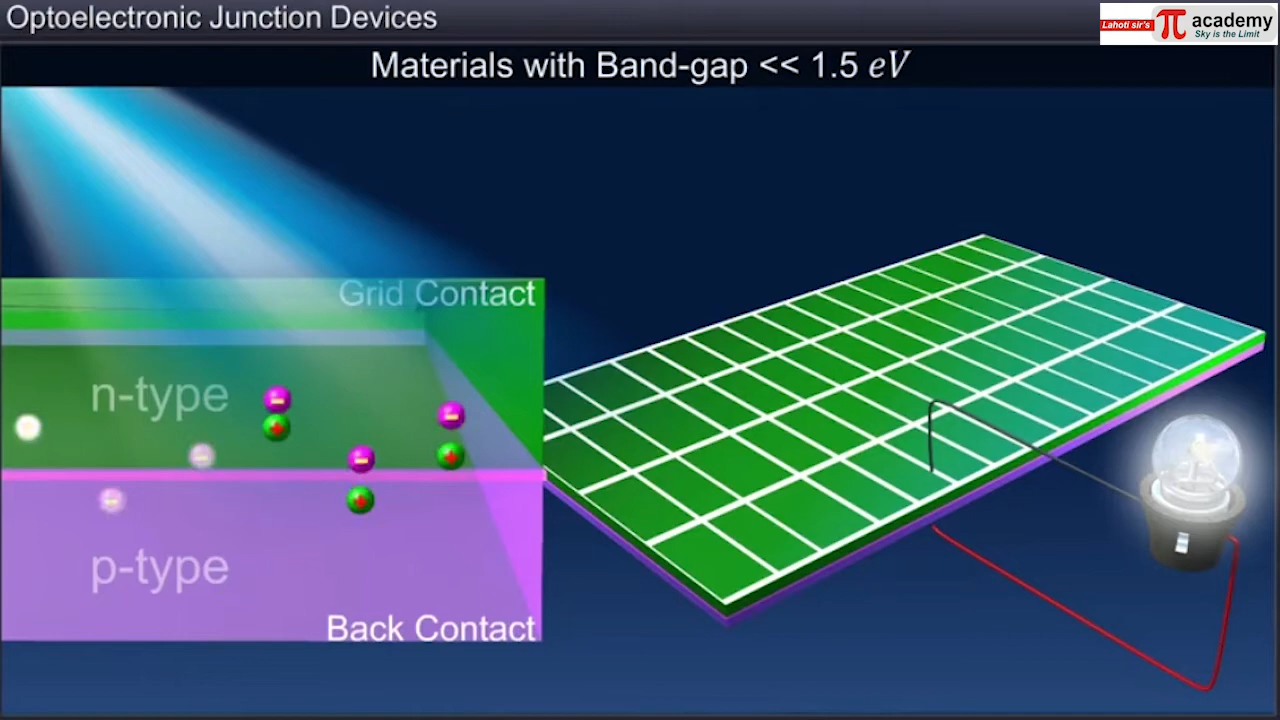 Optoelectronic Junction Devices
Lahoti sir's π academy
Sky is the Limit
Materials with Band-gap << 1.5 eV
Grid Contact
n-type
p-type
Back Contact